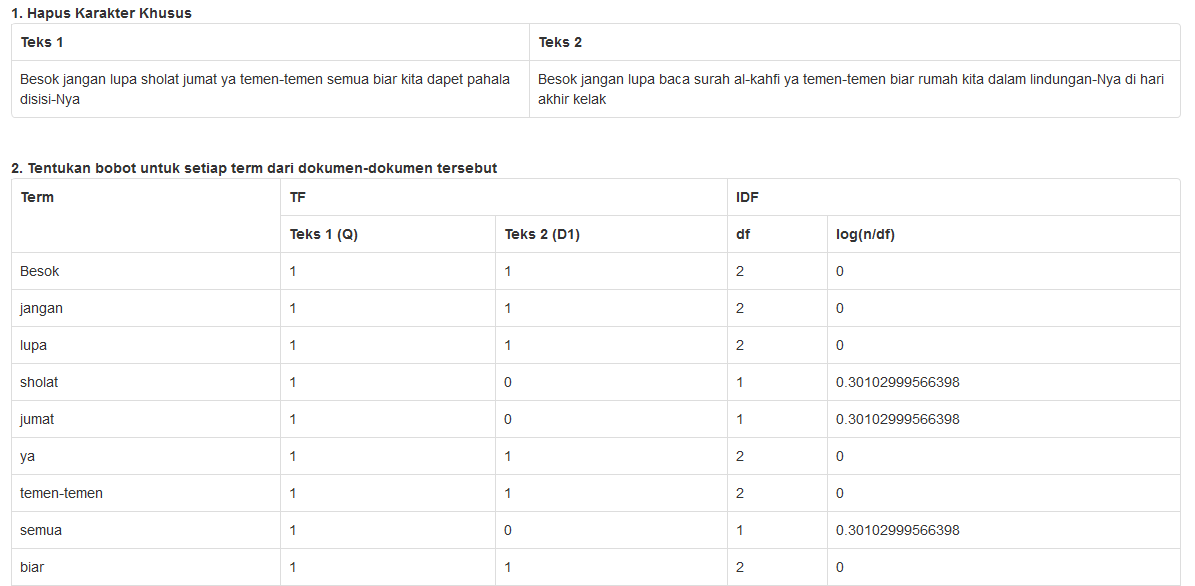 1. Hapus Karakter Khusus
Teks 1 Teks 2
Besok jangan lupa sholat jumat ya temen-temen semua biar kita dapet pahala
disisi-Nya
Besok jangan lupa baca surah al-kahfi ya temen-temen biar rumah kita dalam lindungan-Nya di hari
akhir kelak
2. Tentukan bobot untuk setiap term dari dokumen-dokumen tersebut
Term TF IDF
Teks 1 (Q) Teks 2 (D1) df log(n/df)
Besok 1 1 2 0
jangan 1 1 2 0
lupa 1 1 2 0
sholat 1 0 1 0.30102999566398
jumat 1 0 1 0.30102999566398
ya 1 1 2 0
temen-temen 1 1 2 0
semua 1 0 1 0.30102999566398
biar 1 1 2 0